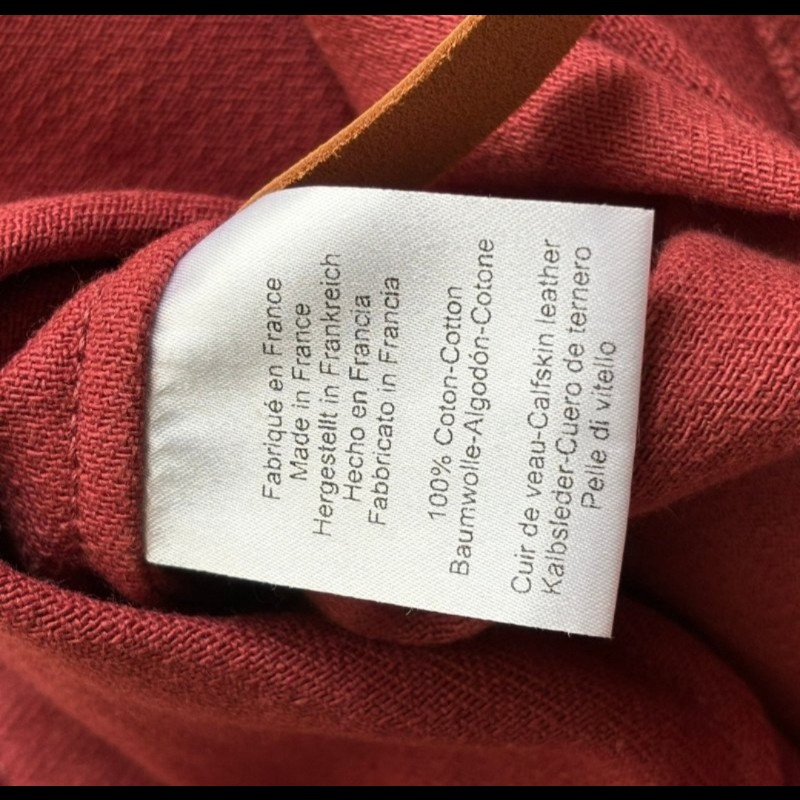 Fabriqué en France
Made in France
Hergestellt in Frankreich
Hecho en Francia
Fabbricato in Francia
100% Coton-Cotton
Baumwolle-Algodón-Cotone
Cuir de veau-Calfskin leather
Kalbsleder-Cuero de ternero
Pelle di vitello